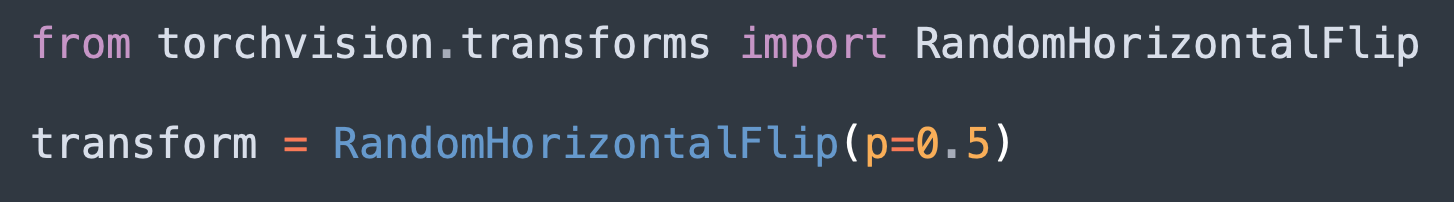 from torchvision.transforms import RandomHorizontalFlip
transform = RandomHorizontalFlip(p=0.5)